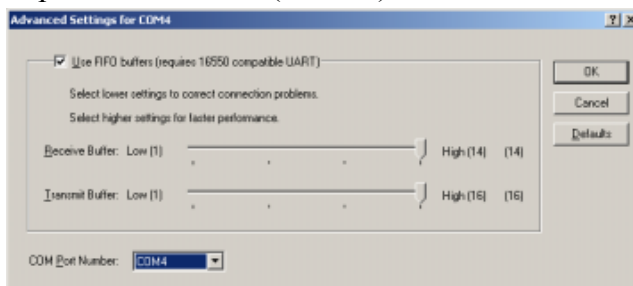 Advanced Settings for COM4
Use FIFO buffers (requires 16550 compatible UART)
OK
Select lower settings to correct connection problems.
Cancel
Select higher settings for faster performance.
Defaults
Receive Buffer: Low (1) High (14) (14)
Transmit Buffer: Low (1) High (16) (16)
COM Port Number: COM4